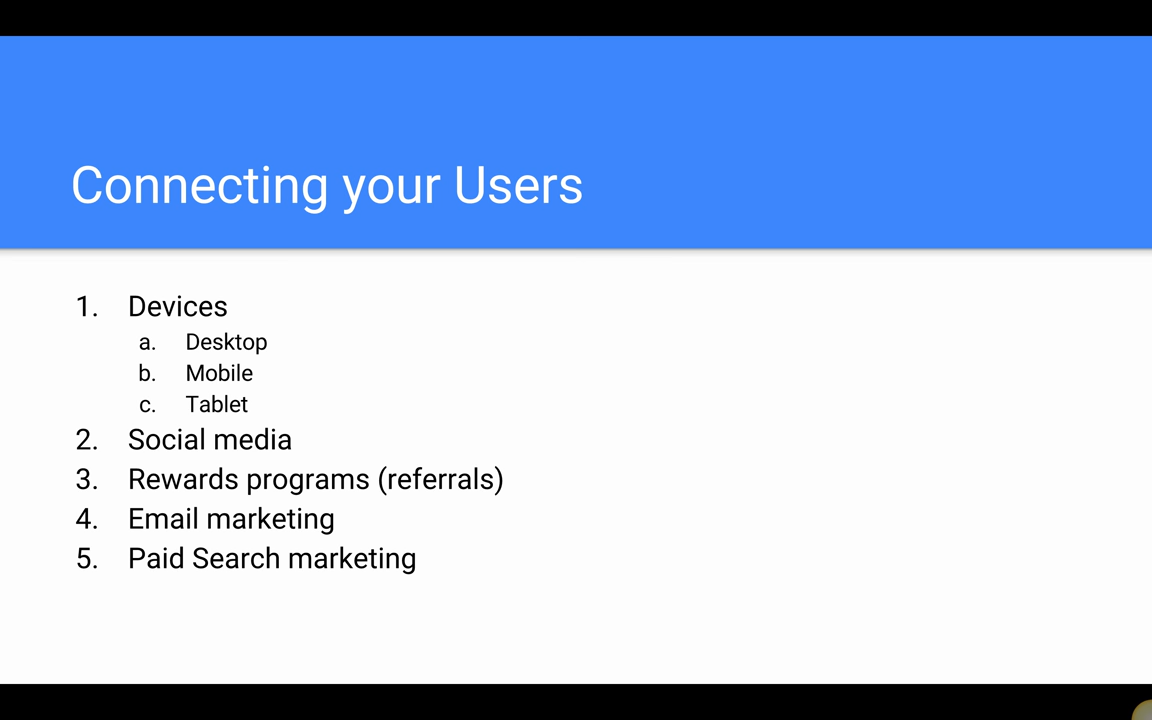 Connecting your Users
1. Devices
a. Desktop
b. Mobile
c. Tablet
2. Social media
3. Rewards programs (referrals)
4. Email marketing
5. Paid Search marketing